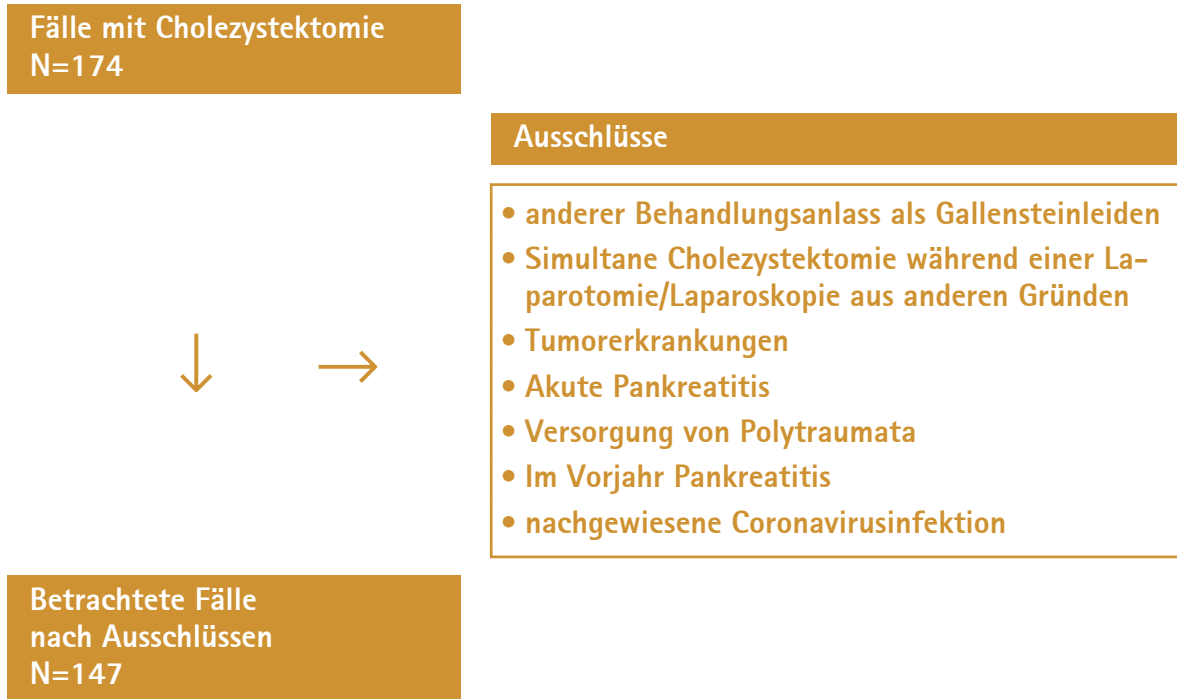 Fälle mit Cholezystektomie
N=174
Ausschlüsse
• anderer Behandlungsanlass als Gallensteinleiden
• Simultane Cholezystektomie während einer La-
parotomie/Laparoskopie aus anderen Gründen
• Tumorerkrankungen
• Akute Pankreatitis
• Versorgung von Polytraumata
• Im Vorjahr Pankreatitis
• nachgewiesene Coronavirusinfektion
Betrachtete Fälle
nach Ausschlüssen
N=147